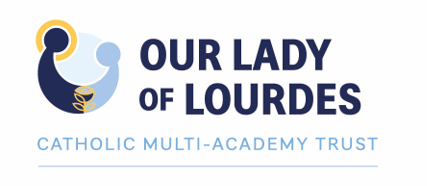 OUR LADY
OF LOURDES
CATHOLIC MULTI-ACADEMY TRUST